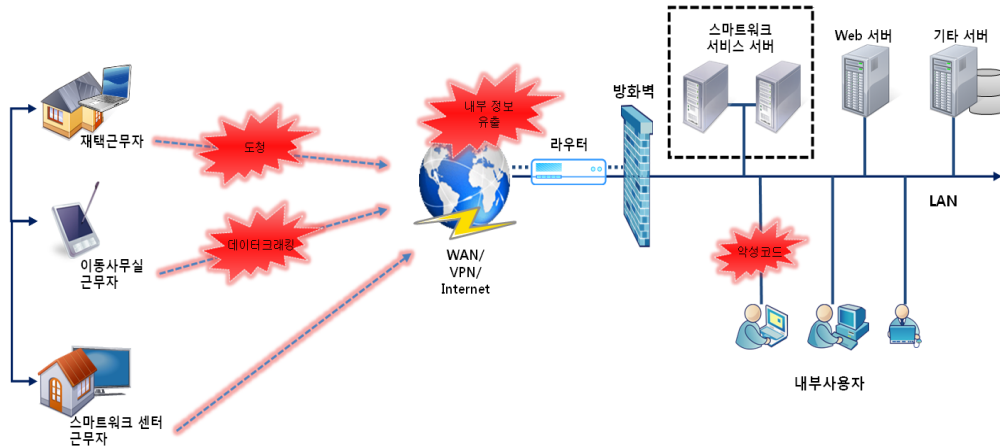 스마트워크
서비스 서버
Web 서버
기타 서버
방화벽
내부 정보
유출
라우터
재택근무자
도청
LAN
이동사무실
근무자
데이터크래킹
WAN/
VPN/
Internet
악성코드
내부사용자
스마트워크 센터
근무자